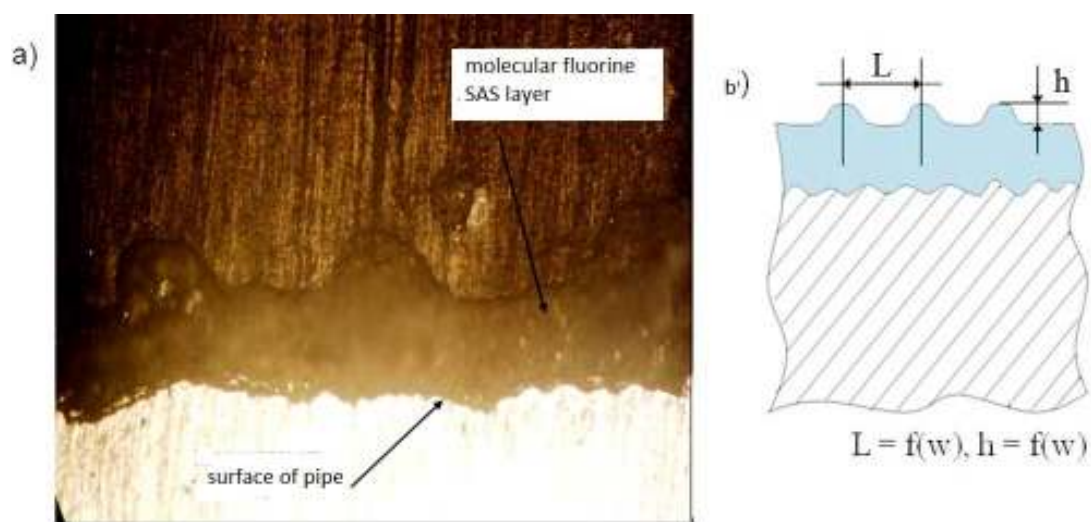 a)
molecular fluorine
SAS layer
surface of pipe
b')
L
h
L = f(w), h = f(w)